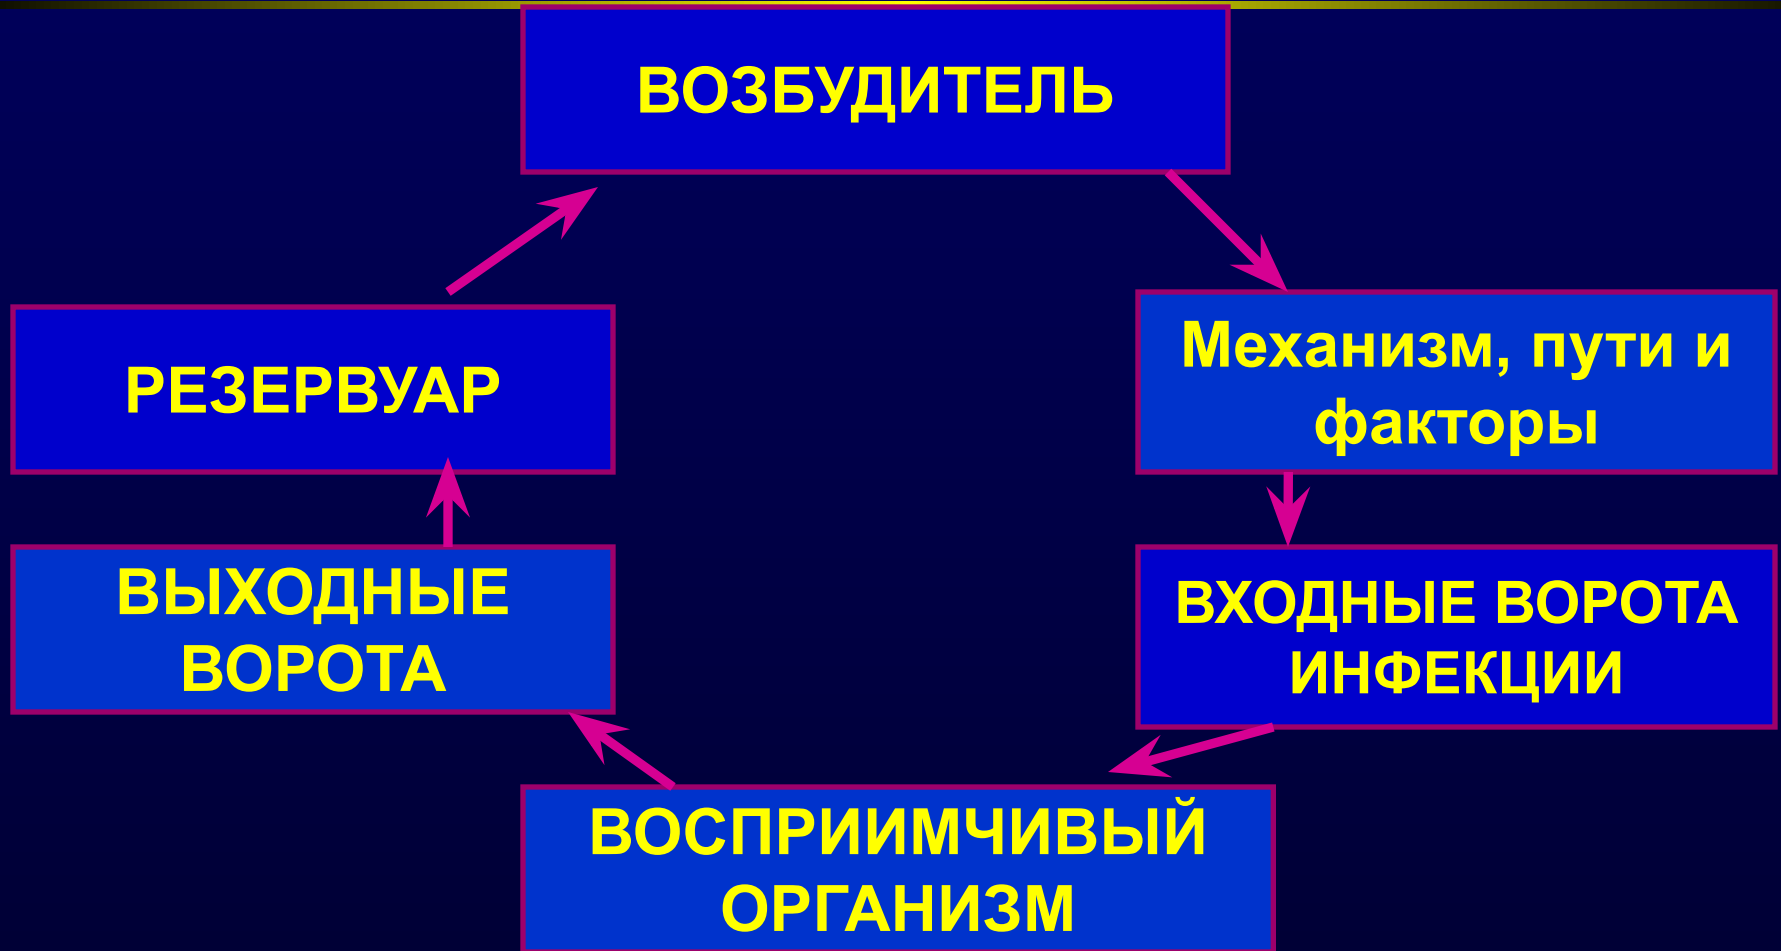 ВОЗБУДИТЕЛЬ
РЕЗЕРВУАР
Механизм, пути и
факторы
ВЫХОДНЫЕ
ВОРОТА
ВХОДНЫЕ ВОРОТА
ИНФЕКЦИИ
ВОСПРИИМЧИВЫЙ
ОРГАНИЗМ